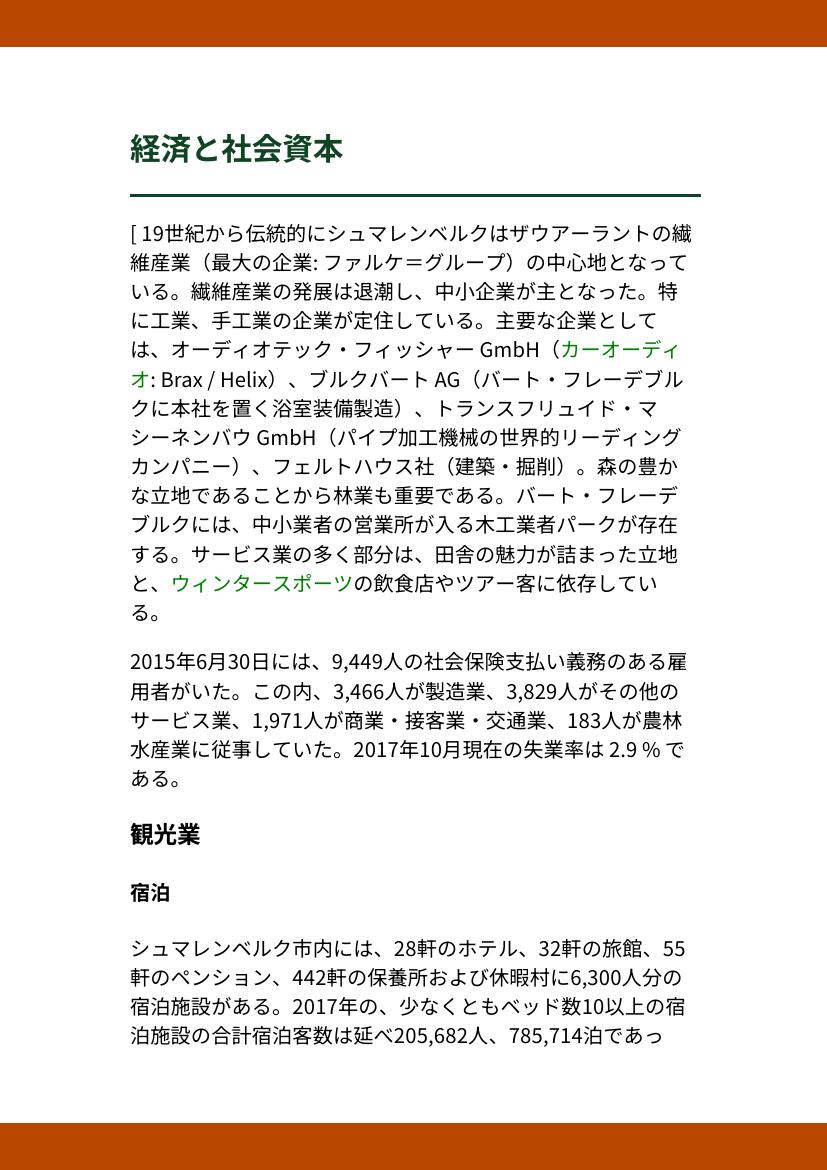 経済と社会資本
[ 19世紀から伝統的にシュマレンベルクはザウアーラントの繊
維産業（最大の企業: ファルケ＝グループ）の中心地となって
いる。繊維産業の発展は退潮し、中小企業が主となった。特
に工業、手工業の企業が定住している。主要な企業として
は、オーディオテック・フィッシャー GmbH（カーオーディ
オ: Brax / Helix）、ブルクバート AG（バート・フレーデブル
クに本社を置く浴室装備製造）、トランスフリュイド・マ
シーネンバウ GmbH（パイプ加工機械の世界的リーディング
カンパニー）、フェルトハウス社（建築・掘削）。森の豊か
な立地であることから林業も重要である。バート・フレーデ
ブルクには、中小業者の営業所が入る木工業者パークが存在
する。サービス業の多く部分は、田舎の魅力が詰まった立地
と、ウィンタースポーツの飲食店やツアー客に依存してい
る。
2015年6月30日には、9,449人の社会保険支払い義務のある雇
用者がいた。この内、3,466人が製造業、3,829人がその他の
サービス業、1,971人が商業・接客業・交通業、183人が農林
水産業に従事していた。2017年10月現在の失業率は 2.9 % で
ある。
観光業
宿泊
シュマレンベルク市内には、28軒のホテル、32軒の旅館、55
軒のペンション、442軒の保養所および休暇村に6,300人分の
宿泊施設がある。2017年の、少なくともベッド数10以上の宿
泊施設の合計宿泊客数は延べ205,682人、785,714泊であっ